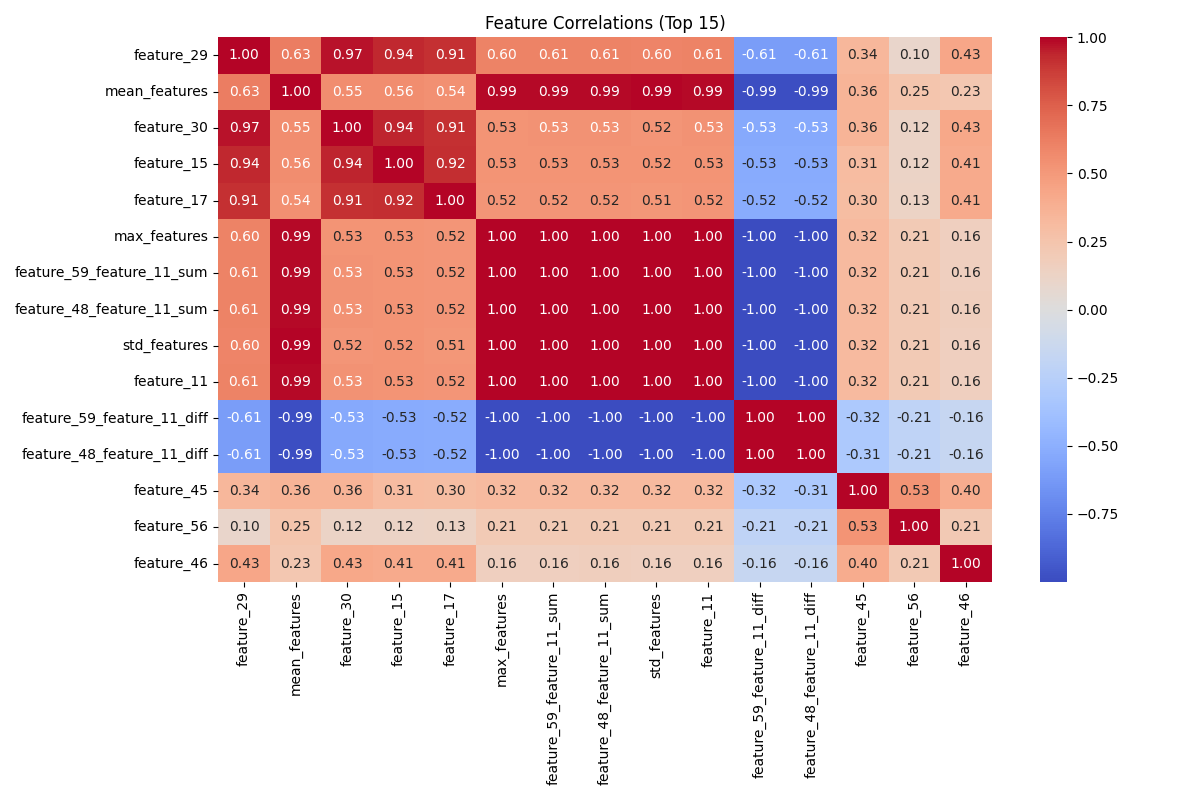 Feature Correlations (Top 15)
feature_29 1.00 0.63 0.97 0.94 0.91 0.60 0.61 0.61 0.60 0.61 -0.61 -0.61 0.34 0.10 0.43
mean_features 0.63 1.00 0.55 0.56 0.54 0.99 0.99 0.99 0.99 0.99 -0.99 -0.99 0.36 0.25 0.23
feature_30 0.97 0.55 1.00 0.94 0.91 0.53 0.53 0.53 0.52 0.53 -0.53 -0.53 0.36 0.12 0.43
feature_15 0.94 0.56 0.94 1.00 0.92 0.53 0.53 0.53 0.52 0.53 -0.53 -0.53 0.31 0.12 0.41
feature_17 0.91 0.54 0.91 0.92 1.00 0.52 0.52 0.52 0.51 0.52 -0.52 -0.52 0.30 0.13 0.41
max_features 0.60 0.99 0.53 0.53 0.52 1.00 1.00 1.00 1.00 1.00 -1.00 -1.00 0.32 0.21 0.16
feature_59_feature_11_sum 0.61 0.99 0.53 0.53 0.52 1.00 1.00 1.00 1.00 1.00 -1.00 -1.00 0.32 0.21 0.16
feature_48_feature_11_sum 0.61 0.99 0.53 0.53 0.52 1.00 1.00 1.00 1.00 1.00 -1.00 -1.00 0.32 0.21 0.16
std_features 0.60 0.99 0.52 0.52 0.51 1.00 1.00 1.00 1.00 1.00 -1.00 -1.00 0.32 0.21 0.16
feature_11 0.61 0.99 0.53 0.53 0.52 1.00 1.00 1.00 1.00 1.00 -1.00 -1.00 0.32 0.21 0.16
feature_59_feature_11_diff -0.61 -0.99 -0.53 -0.53 -0.52 -1.00 -1.00 -1.00 -1.00 -1.00 1.00 1.00 -0.32 -0.21 -0.16
feature_48_feature_11_diff -0.61 -0.99 -0.53 -0.53 -0.52 -1.00 -1.00 -1.00 -1.00 -1.00 1.00 1.00 -0.31 -0.21 -0.16
feature_45 0.34 0.36 0.36 0.31 0.30 0.32 0.32 0.32 0.32 0.32 -0.32 -0.31 1.00 0.53 0.40
feature_56 0.10 0.25 0.12 0.12 0.13 0.21 0.21 0.21 0.21 0.21 -0.21 -0.21 0.53 1.00 0.21
feature_46 0.43 0.23 0.43 0.41 0.41 0.16 0.16 0.16 0.16 0.16 -0.16 -0.16 0.40 0.21 1.00
feature_29
mean_features
feature_30
feature_15
feature_17
max_features
feature_59_feature_11_sum
feature_48_feature_11_sum
std_features
feature_11
feature_59_feature_11_diff
feature_48_feature_11_diff
feature_45
feature_56
feature_46
1.00
0.75
0.50
0.25
0.00
−0.25
−0.50
−0.75